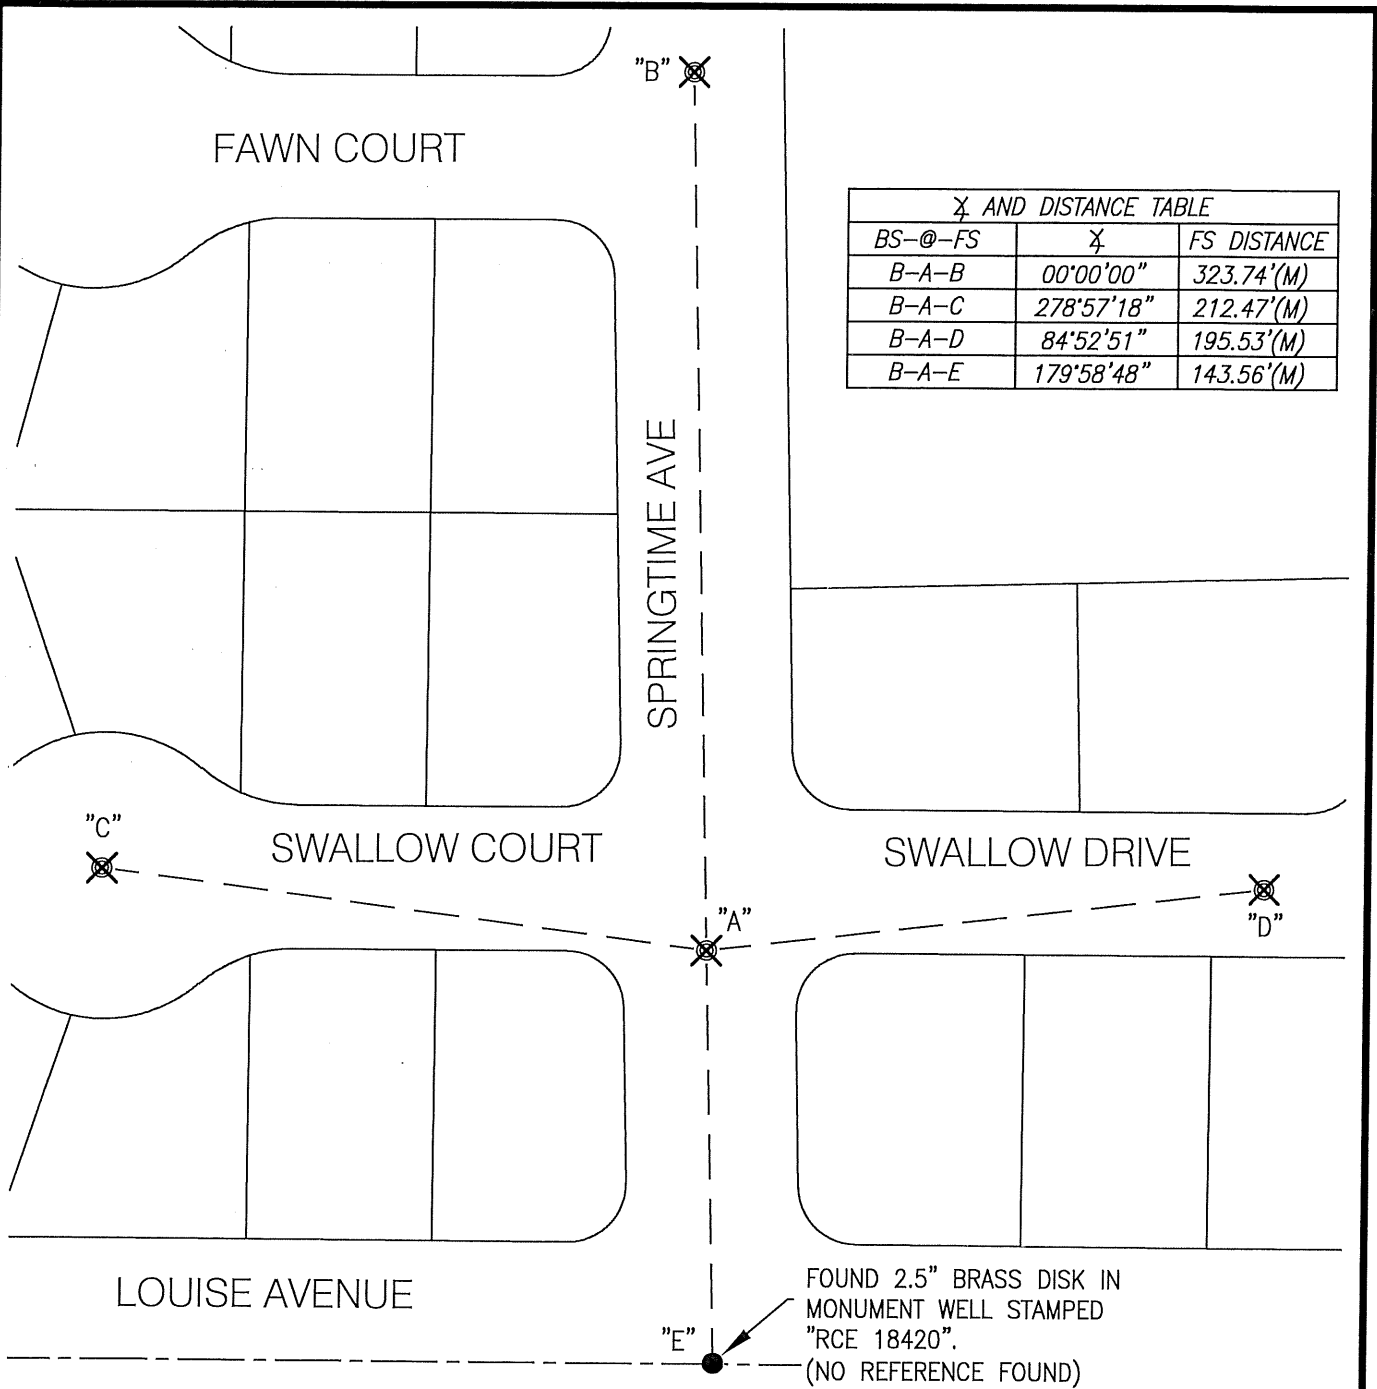 "B"
FAWN COURT
∡ AND DISTANCE TABLE
BS-@-FS ∡ FS DISTANCE
B-A-B 00°00'00" 323.74'(M)
B-A-C 278°57'18" 212.47'(M)
B-A-D 84°52'51" 195.53'(M)
B-A-E 179°58'48" 143.56'(M)
SPRINGTIME AVE
"C"
SWALLOW COURT
SWALLOW DRIVE
"A"
"D"
LOUISE AVENUE
FOUND 2.5" BRASS DISK IN
MONUMENT WELL STAMPED
"RCE 18420".
(NO REFERENCE FOUND)
"E"